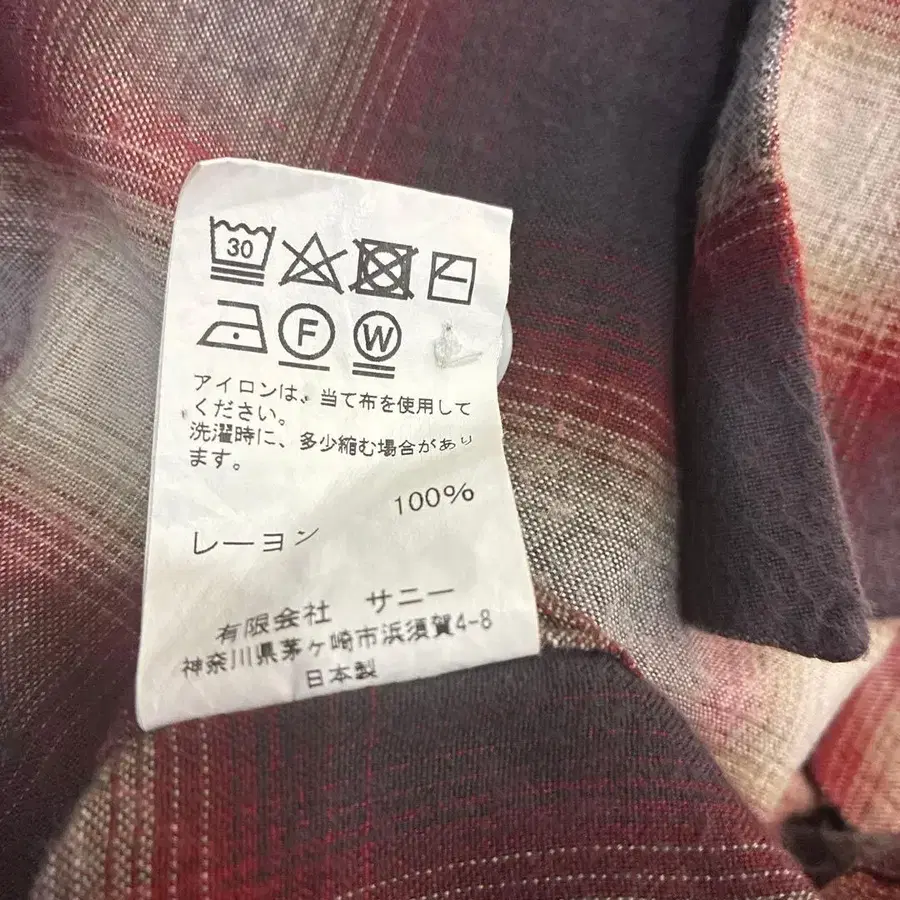 30
F W
アイロンは、当て布を使用して
ください。
洗濯時に、多少縮む場合があり
ます。
100%
レーヨン
有限会社 サニー
神奈川県茅ヶ崎市浜須賀4-8
日本製